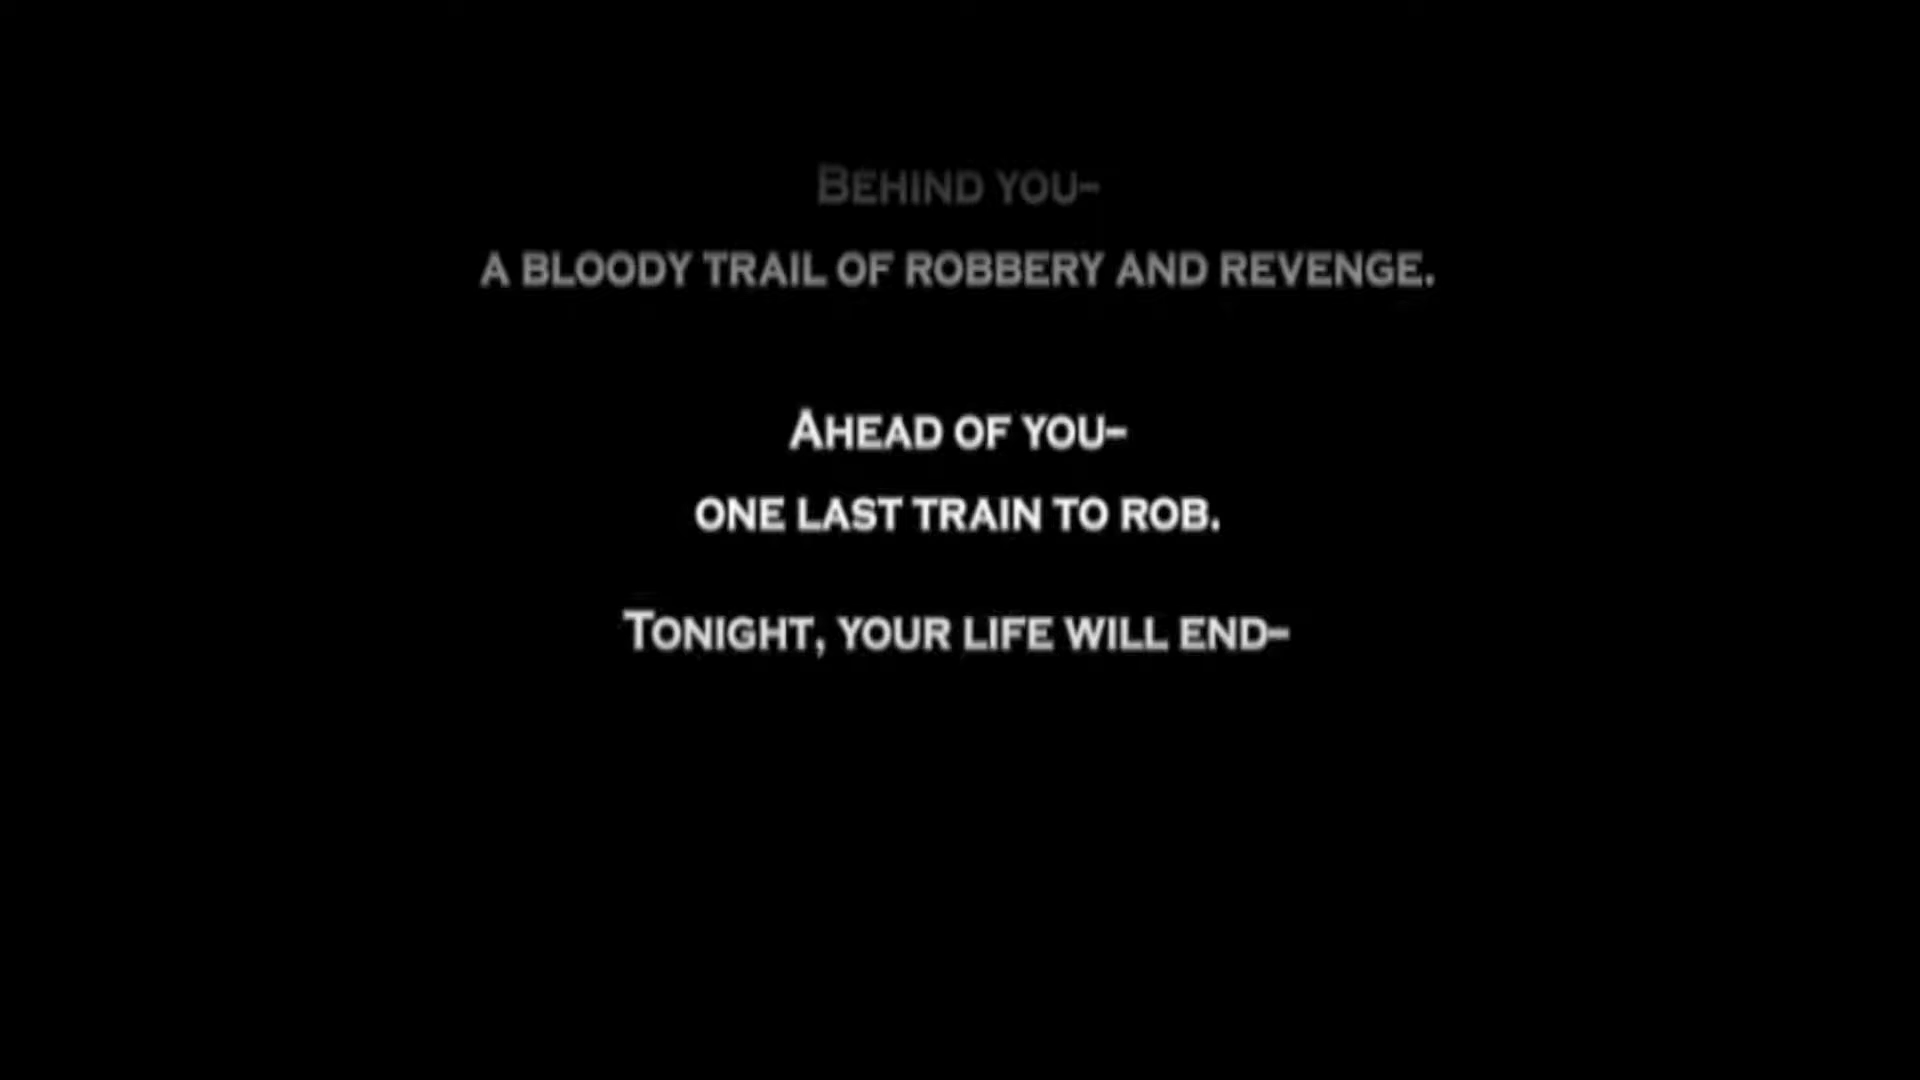 Behind you–
a bloody trail of robbery and revenge.
Ahead of you–
one last train to rob.
Tonight, your life will end–